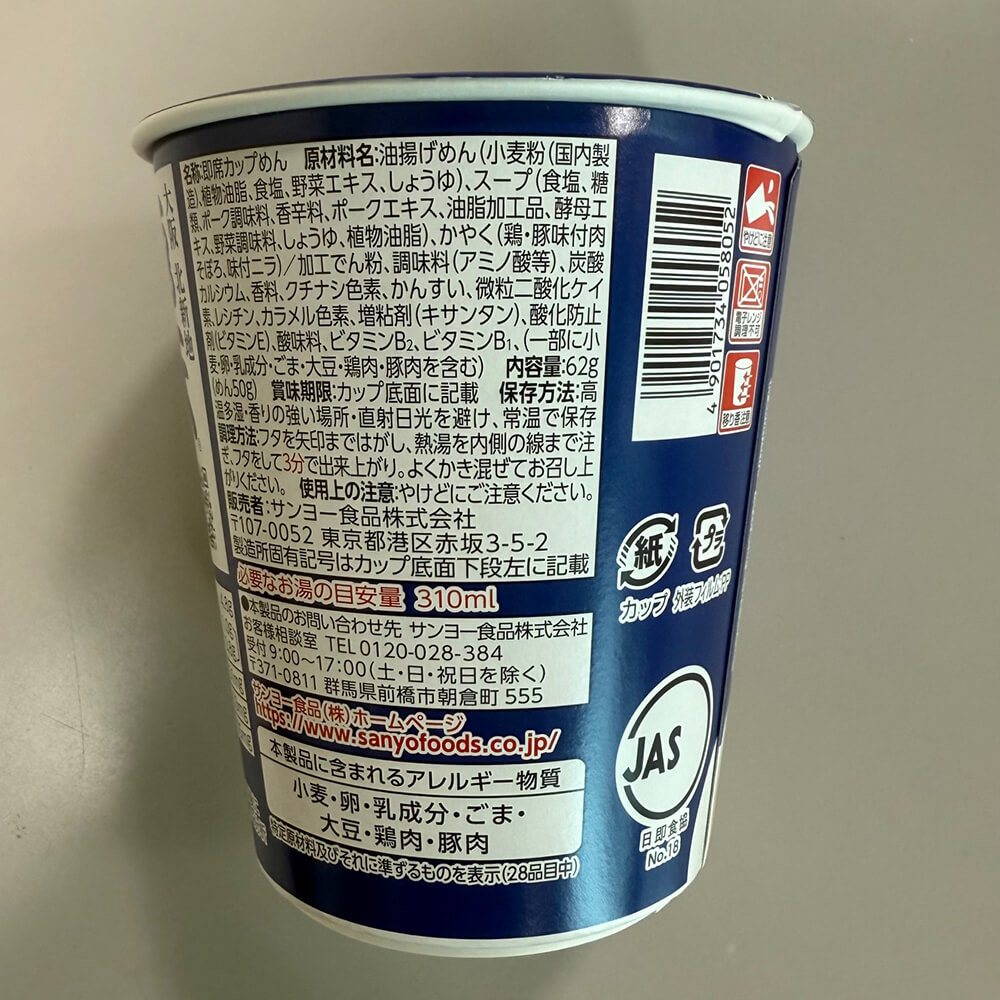 名称:即席カップめん 原材料名:油揚げめん(小麦粉(国内製
造)、植物油脂、食塩、野菜エキス、しょうゆ)、スープ(食塩、糖
類、ポーク調味料、香辛料、ポークエキス、油脂加工品、酵母エ
キス、野菜調味料、しょうゆ、植物油脂)、かやく(鶏・豚味付肉
そぼろ、味付ニラ)/加工でん粉、調味料(アミノ酸等)、炭酸
カルシウム、香料、クチナシ色素、かんすい、微粒二酸化ケイ
素、レシチン、カラメル色素、増粘剤(キサンタン)、酸化防止
剤(ビタミンE)、酸味料、ビタミンB₂、ビタミンB₁、(一部に小
麦・卵・乳成分・ごま・大豆・鶏肉・豚肉を含む) 内容量:62g
(めん50g) 賞味期限:カップ底面に記載 保存方法:高
温多湿・香りの強い場所・直射日光を避け、常温で保存
調理方法:フタを矢印まではがし、熱湯を内側の線まで注
ぎ、フタをして3分で出来上がり。よくかき混ぜてお召し上
がりください。 使用上の注意:やけどにご注意ください。
販売者:サンヨー食品株式会社
〒107-0052 東京都港区赤坂3-5-2
製造所固有記号はカップ底面下段左に記載
必要なお湯の目安量 310ml
●本製品のお問い合わせ先 サンヨー食品株式会社
お客様相談室 TEL0120-028-384
受付9:00〜17:00(土・日・祝日を除く)
〒371-0811 群馬県前橋市朝倉町555
サンヨー食品(株)ホームページ
https://www.sanyofoods.co.jp/
本製品に含まれるアレルギー物質
小麦・卵・乳成分・ごま・
大豆・鶏肉・豚肉
特定原材料及びそれに準ずるものを表示(28品目中)
大阪
北新地
4901734058052
やけどに注意
電子レンジ
調理不可
移り香注意
紙
カップ
プラ
外装フィルム:PP
JAS
日即食協
No.18